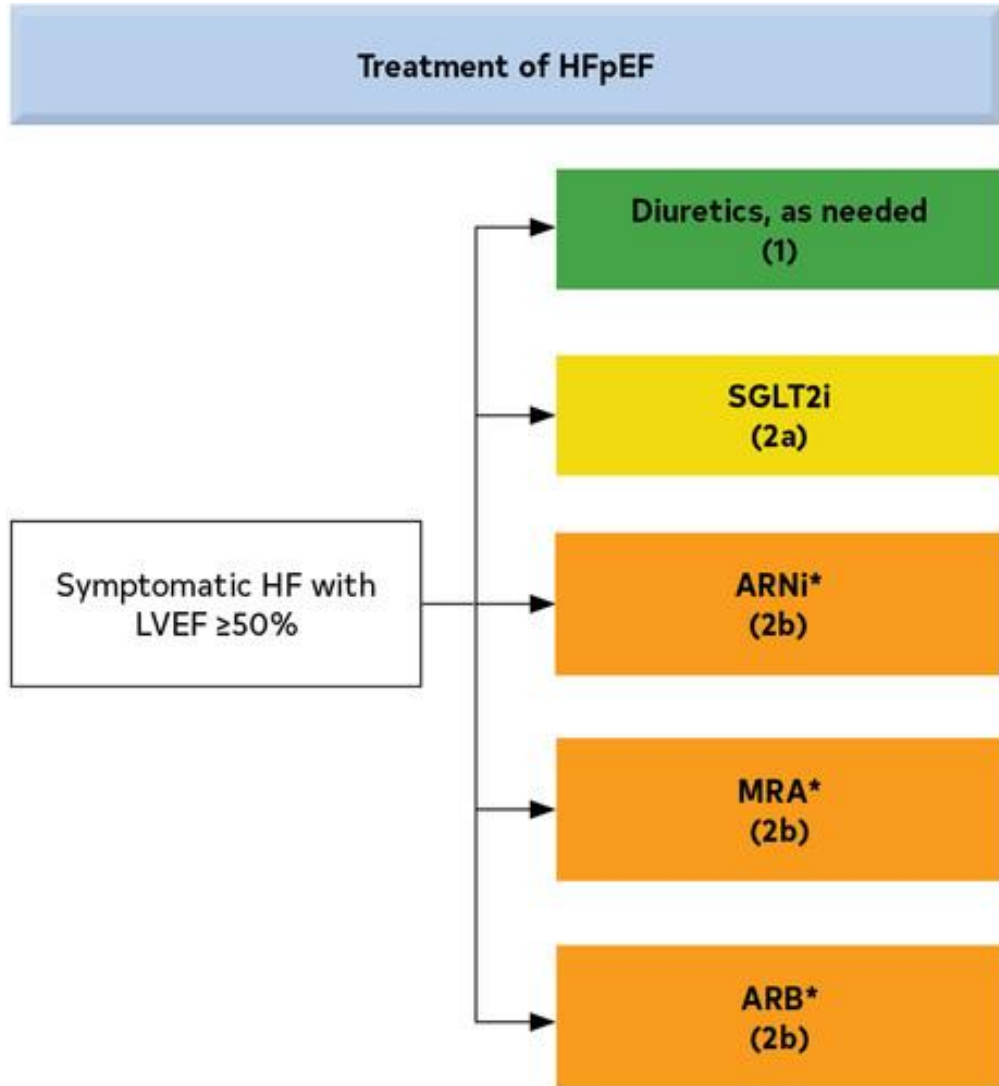 Treatment of HFpEF
Diuretics, as needed
(1)
SGLT2i
(2a)
Symptomatic HF with
LVEF ≥50%
ARNi*
(2b)
MRA*
(2b)
ARB*
(2b)